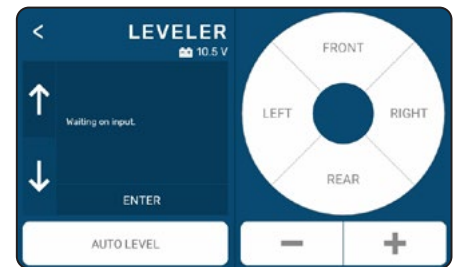 <
LEVELER
10.5 V
↑
Waiting on input.
↓
ENTER
AUTO LEVEL
FRONT
LEFT
RIGHT
REAR
− +